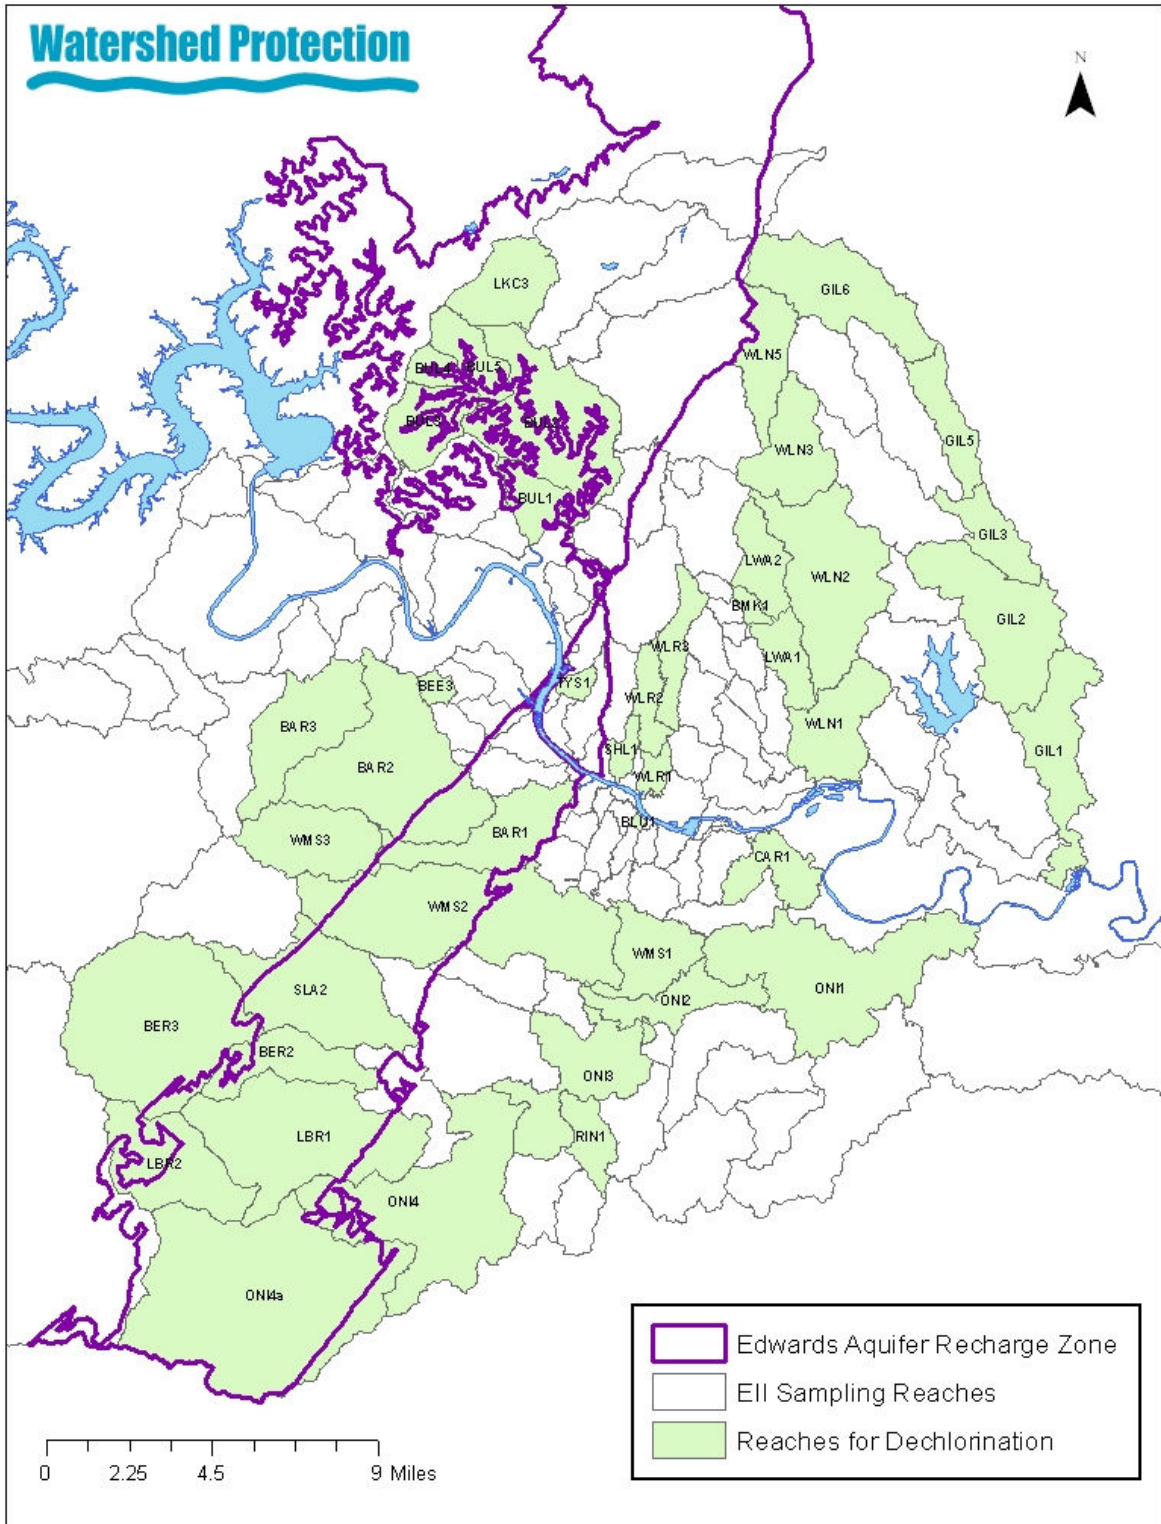 Watershed Protection
N
LKC3
GIL6
WLN5
BUL4
BUL5
BUL3
BUL2
GIL5
WLN3
BUL1
GIL3
LWA2
WLN2
BMK1
GIL2
WLR3
LWA1
BEE3
TYS1
WLR2
BAR3
WLN1
SHL1
GIL1
BAR2
WLR1
BLU1
BAR1
WMS3
CAR1
WMS2
WMS1
SLA2
ONI1
ONI2
BER3
BER2
ONI3
LBR1
RIN1
LBR2
ONI4
ONI4a
Edwards Aquifer Recharge Zone
EII Sampling Reaches
Reaches for Dechlorination
0 2.25 4.5 9 Miles